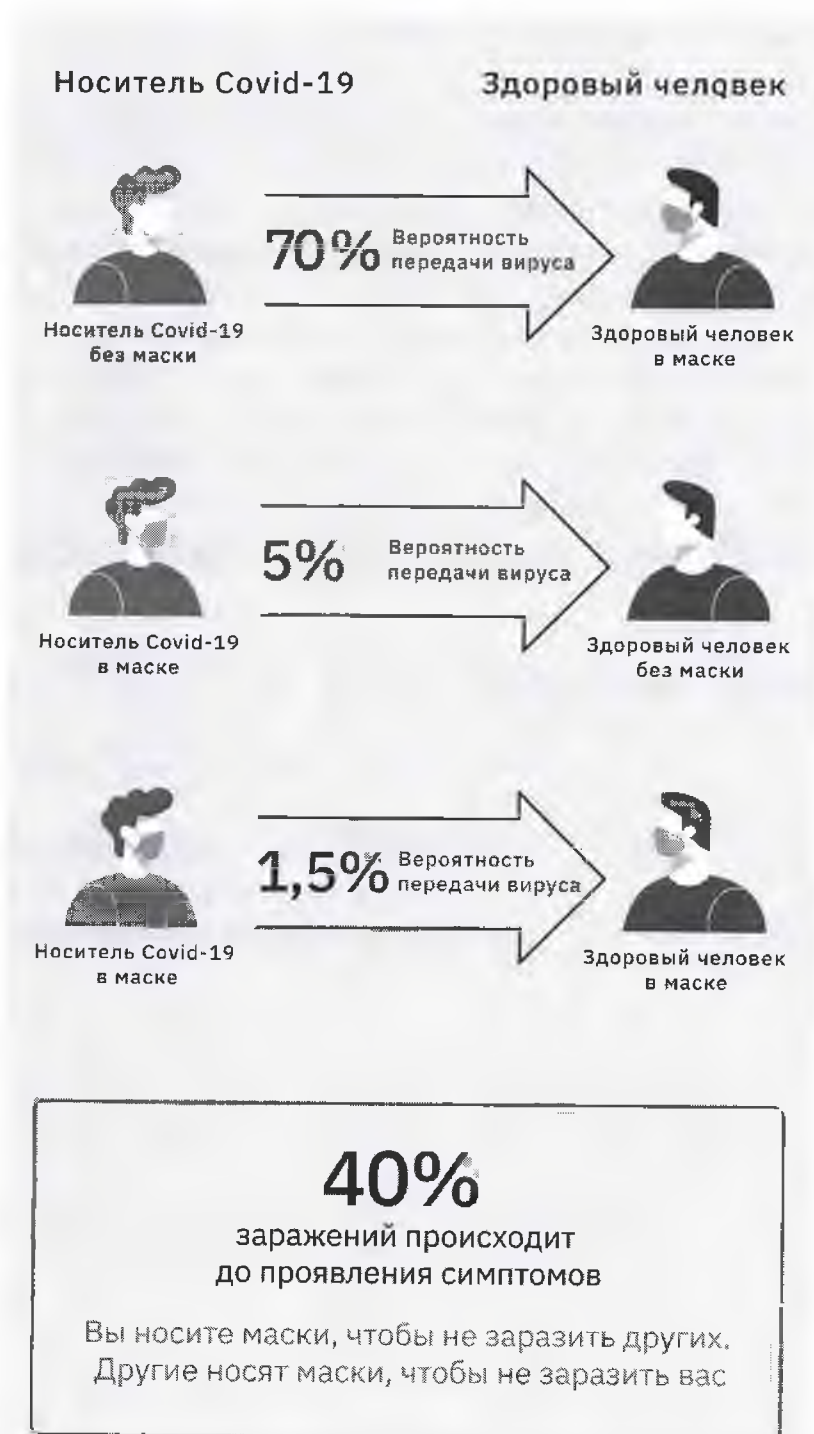 Носитель Covid-19
Здоровый человек
70%
Вероятность
передачи вируса
Носитель Covid-19
без маски
Здоровый человек
в маске
5%
Вероятность
передачи вируса
Носитель Covid-19
в маске
Здоровый человек
без маски
1,5%
Вероятность
передачи вируса
Носитель Covid-19
в маске
Здоровый человек
в маске
40%
заражений происходит
до проявления симптомов
Вы носите маски, чтобы не заразить других.
Другие носят маски, чтобы не заразить вас